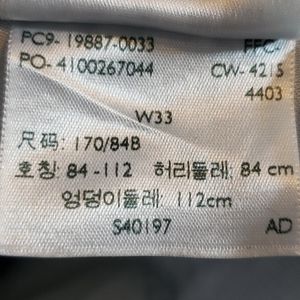 PC9- 19887-0033 FFC-
PO- 4100267044 CW- 4215
4403
W33
尺码: 170/84B
호칭: 84 -112 허리둘레: 84 cm
엉덩이둘레: 112cm
S40197 AD